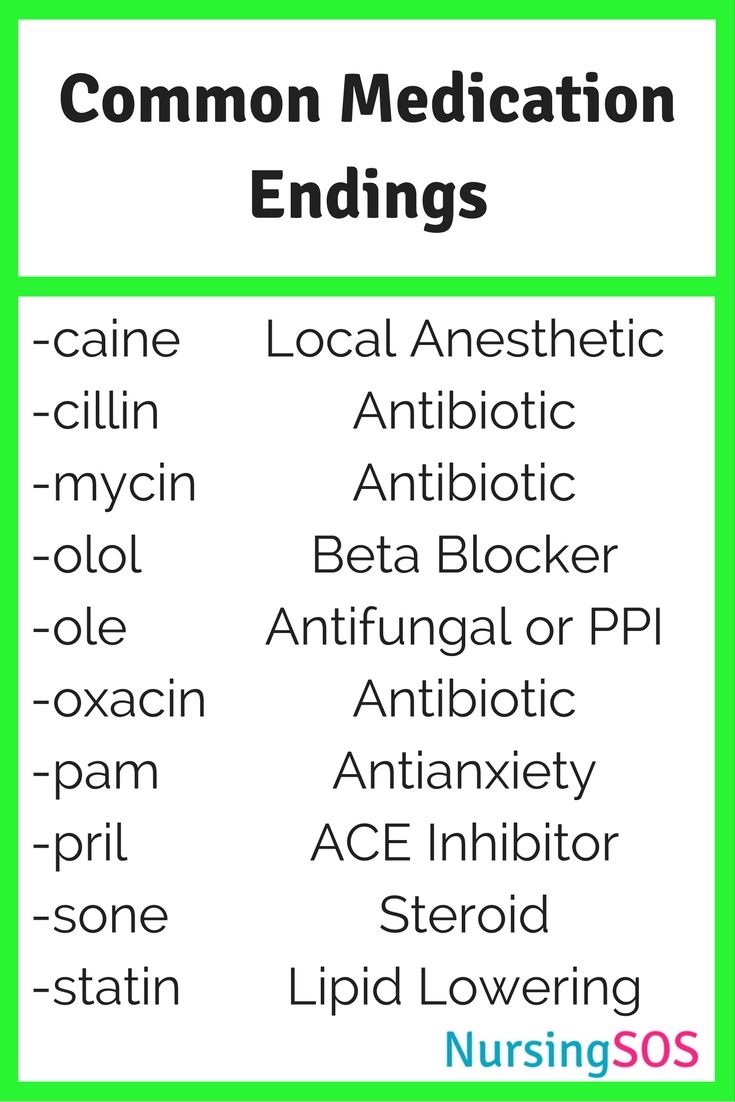 Common Medication
Endings
-caine Local Anesthetic
-cillin Antibiotic
-mycin Antibiotic
-olol Beta Blocker
-ole Antifungal or PPI
-oxacin Antibiotic
-pam Antianxiety
-pril ACE Inhibitor
-sone Steroid
-statin Lipid Lowering
NursingSOS